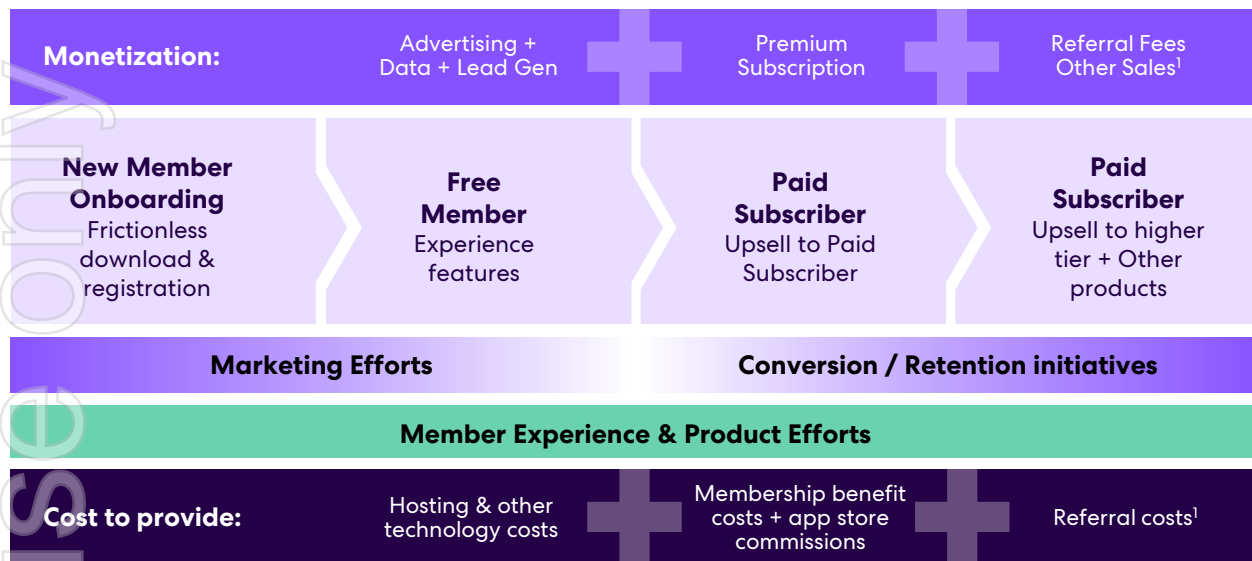 Monetization:
Advertising +
Data + Lead Gen
Premium
Subscription
Referral Fees
Other Sales¹
New Member
Onboarding
Frictionless
download &
registration
Free
Member
Experience
features
Paid
Subscriber
Upsell to Paid
Subscriber
Paid
Subscriber
Upsell to higher
tier + Other
products
Marketing Efforts
Conversion / Retention initiatives
Member Experience & Product Efforts
Cost to provide:
Hosting & other
technology costs
Membership benefit
costs + app store
commissions
Referral costs¹
only